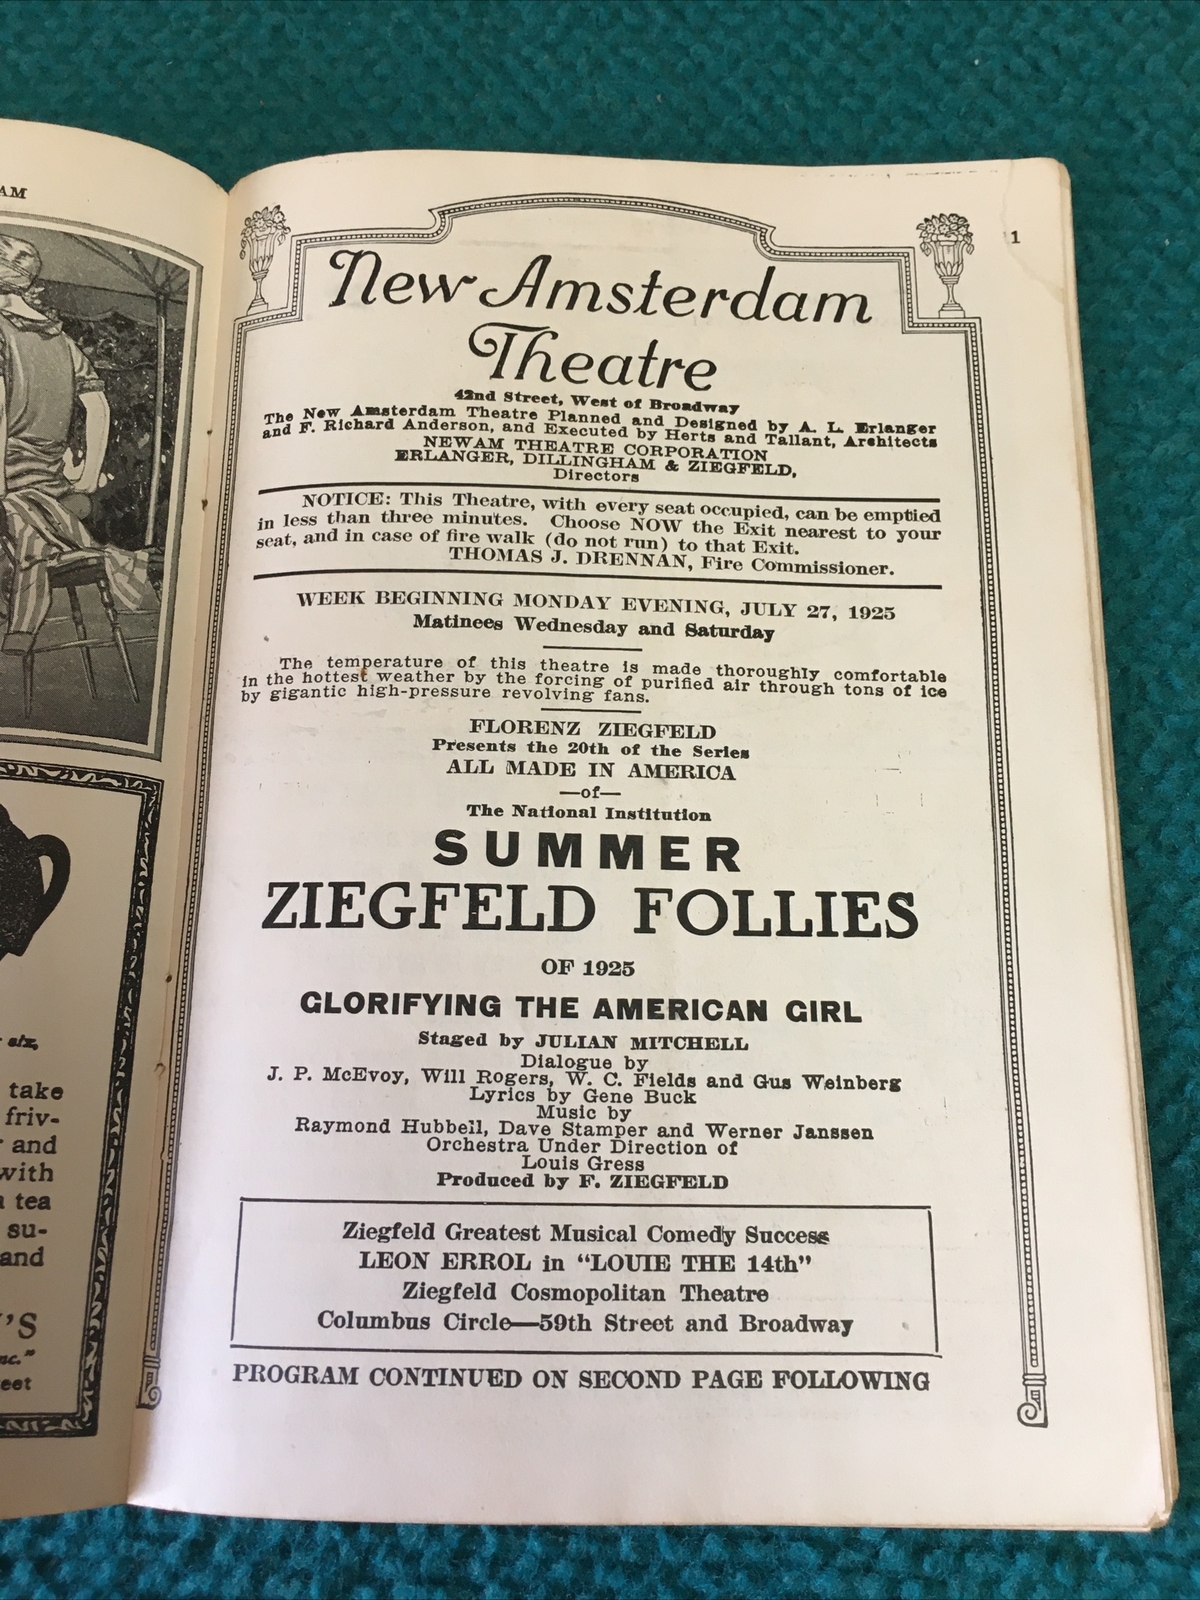 AM
six,
take
friv-
and
with
tea
su-
and
'S
nc."
eet
1
New Amsterdam
Theatre
42nd Street, West of Broadway
The New Amsterdam Theatre Planned and Designed by A. L. Erlanger
and F. Richard Anderson, and Executed by Herts and Tallant, Architects
NEWAM THEATRE CORPORATION
ERLANGER, DILLINGHAM & ZIEGFELD,
Directors
NOTICE: This Theatre, with every seat occupied, can be emptied
in less than three minutes. Choose NOW the Exit nearest to your
seat, and in case of fire walk (do not run) to that Exit.
THOMAS J. DRENNAN, Fire Commissioner.
WEEK BEGINNING MONDAY EVENING, JULY 27, 1925
Matinees Wednesday and Saturday
The temperature of this theatre is made thoroughly comfortable
in the hottest weather by the forcing of purified air through tons of ice
by gigantic high-pressure revolving fans.
FLORENZ ZIEGFELD
Presents the 20th of the Series
ALL MADE IN AMERICA
—of—
The National Institution
SUMMER
ZIEGFELD FOLLIES
OF 1925
GLORIFYING THE AMERICAN GIRL
Staged by JULIAN MITCHELL
Dialogue by
J. P. McEvoy, Will Rogers, W. C. Fields and Gus Weinberg
Lyrics by Gene Buck
Music by
Raymond Hubbell, Dave Stamper and Werner Janssen
Orchestra Under Direction of
Louis Gress
Produced by F. ZIEGFELD
Ziegfeld Greatest Musical Comedy Success
LEON ERROL in "LOUIE THE 14th"
Ziegfeld Cosmopolitan Theatre
Columbus Circle—59th Street and Broadway
PROGRAM CONTINUED ON SECOND PAGE FOLLOWING